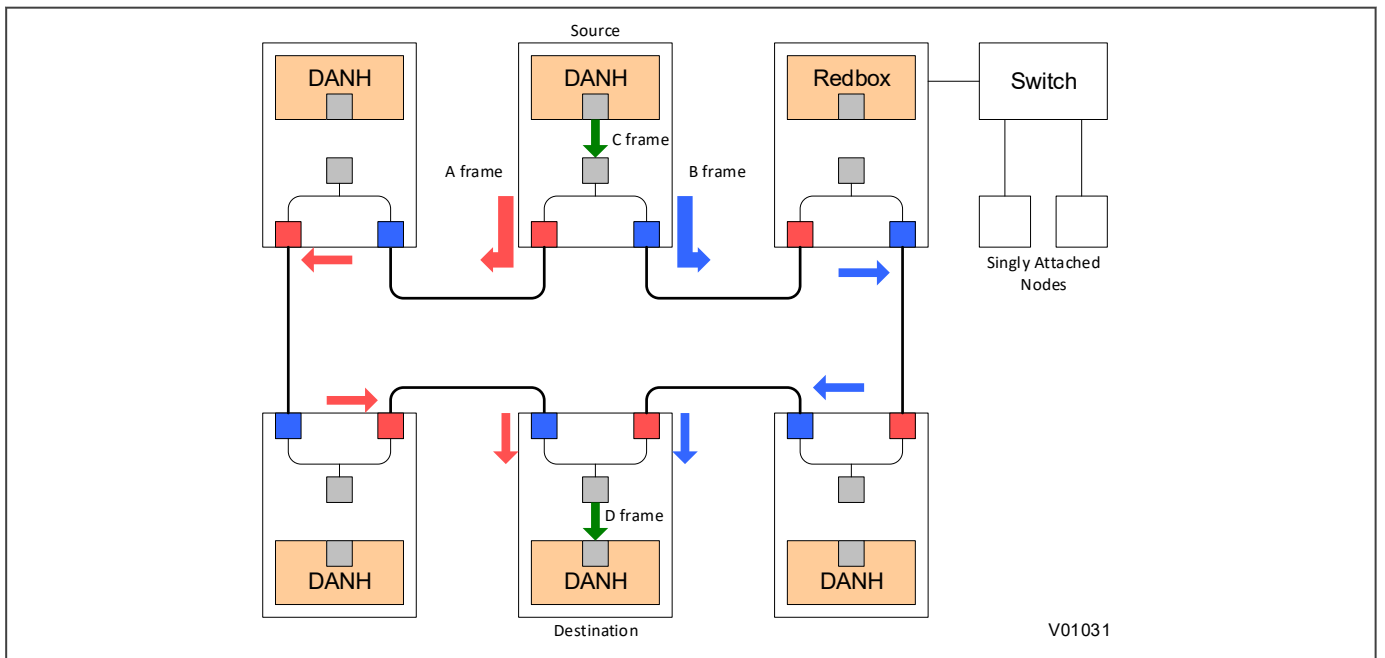 Source
DANH
DANH
Redbox
Switch
C frame
A frame
B frame
Singly Attached
Nodes
D frame
DANH
DANH
DANH
Destination
V01031